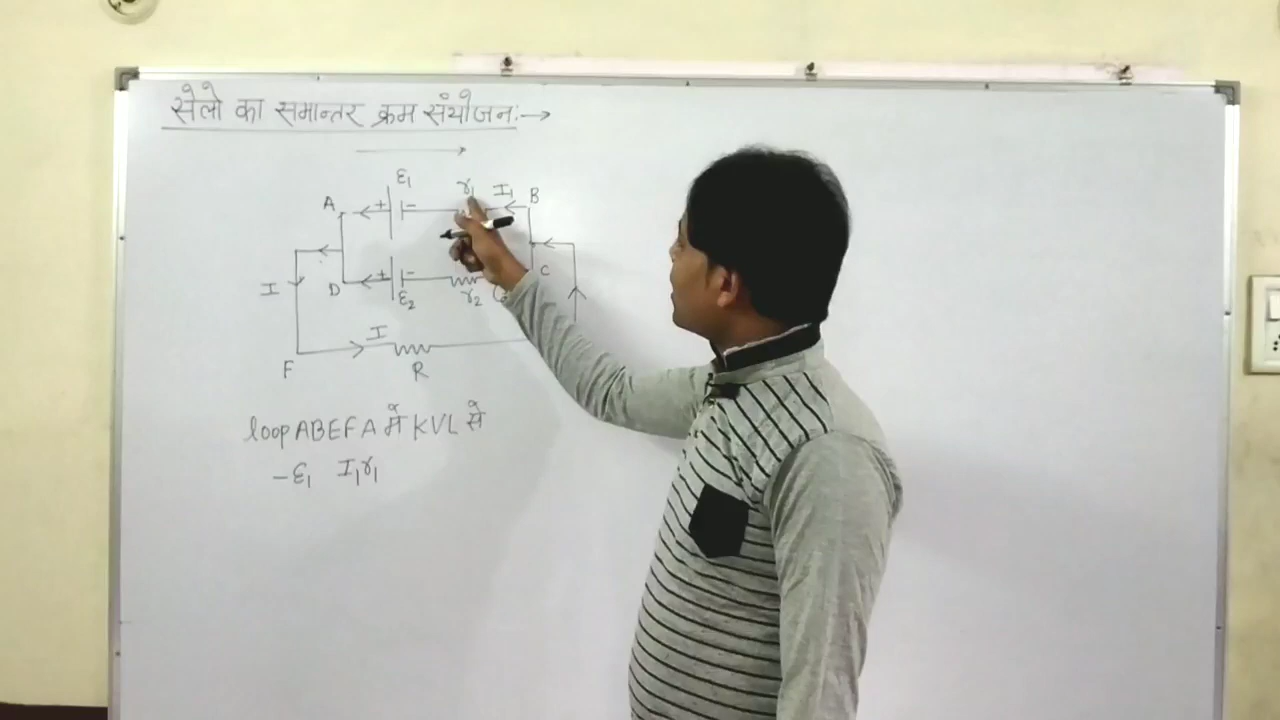 सेलो का समान्तर क्रम संयोजन:→
ε₁
r₁ I₁ B
A + -
C
I D + - ε₂ r₂
I
F R
loop ABEFA में KVL से
-ε₁ I₁r₁